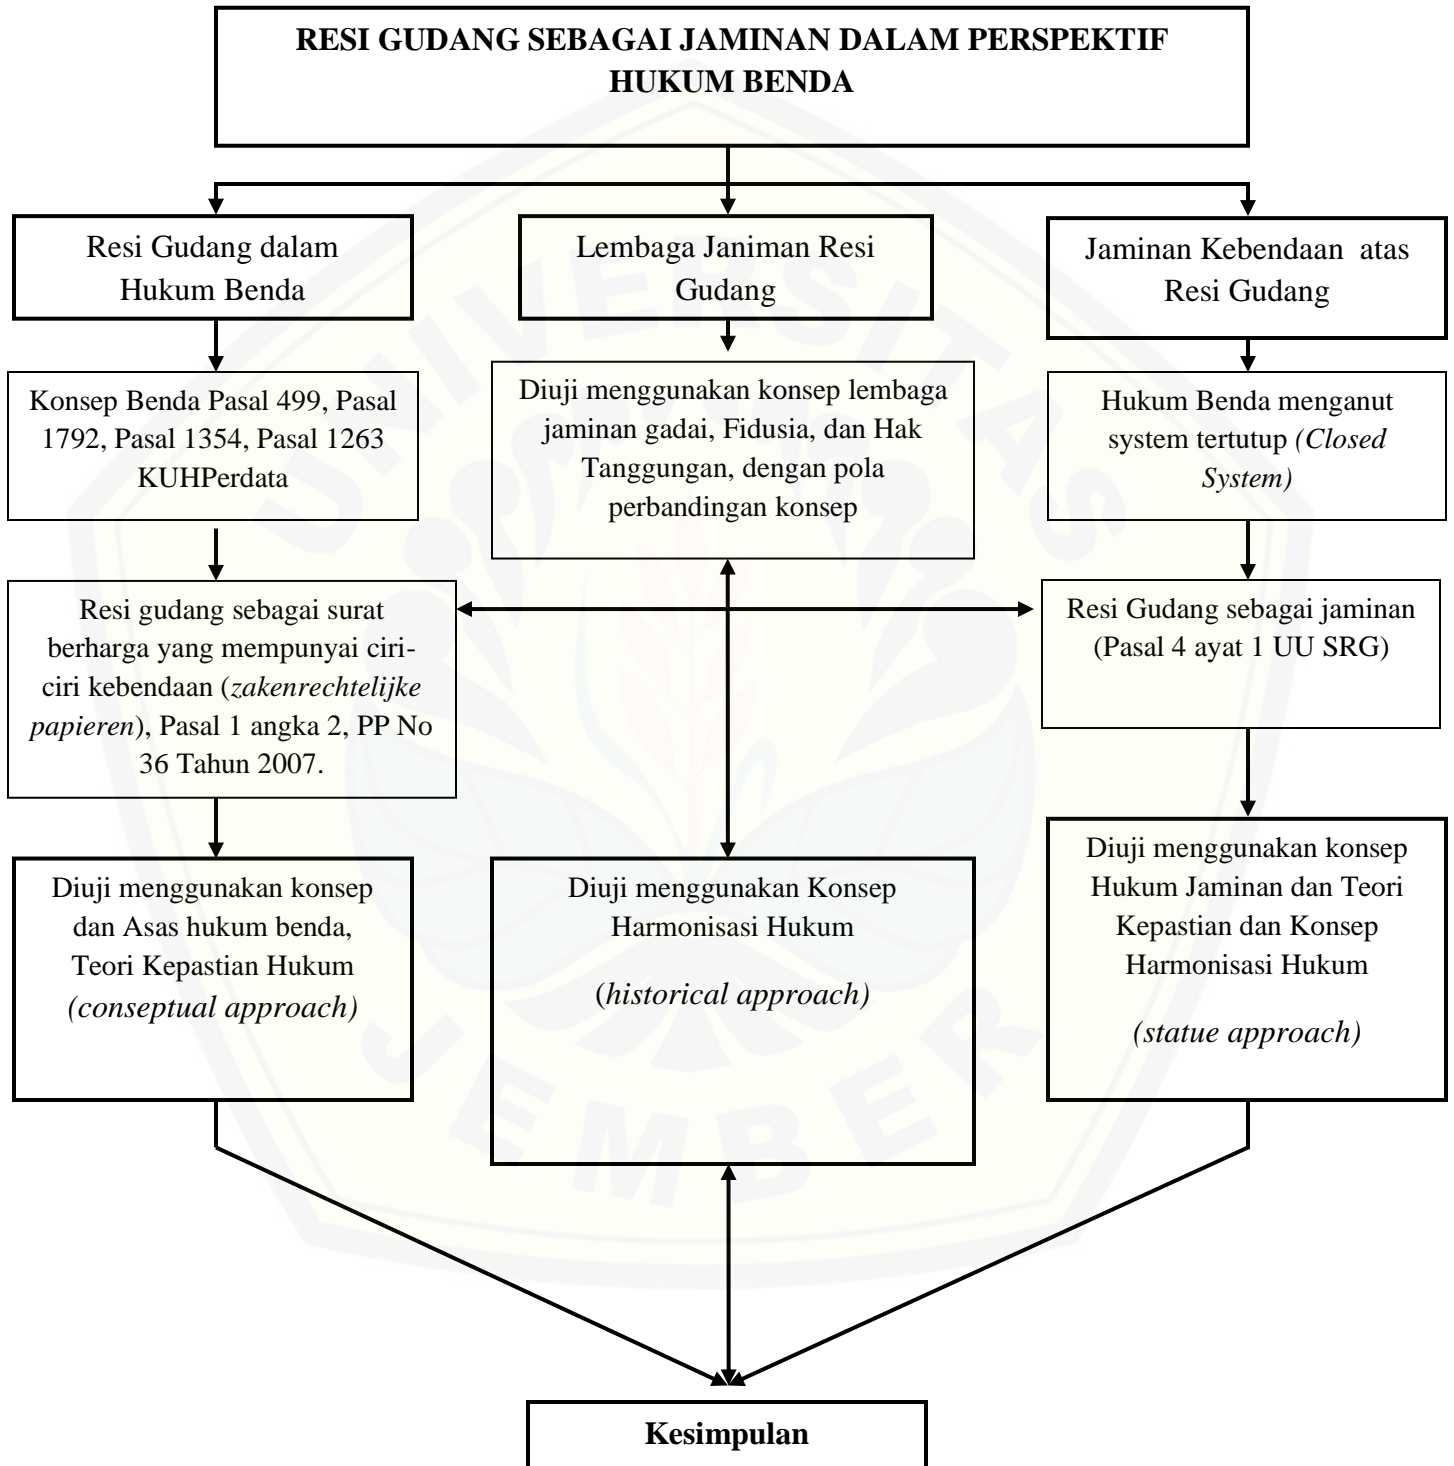 RESI GUDANG SEBAGAI JAMINAN DALAM PERSPEKTIF
HUKUM BENDA
Resi Gudang dalam
Hukum Benda
Lembaga Janiman Resi
Gudang
Jaminan Kebendaan atas
Resi Gudang
Konsep Benda Pasal 499, Pasal
1792, Pasal 1354, Pasal 1263
KUHPerdata
Diuji menggunakan konsep lembaga
jaminan gadai, Fidusia, dan Hak
Tanggungan, dengan pola
perbandingan konsep
Hukum Benda menganut
system tertutup (Closed
System)
Resi gudang sebagai surat
berharga yang mempunyai ciri-
ciri kebendaan (zakenrechtelijke
papieren), Pasal 1 angka 2, PP No
36 Tahun 2007.
Resi Gudang sebagai jaminan
(Pasal 4 ayat 1 UU SRG)
Diuji menggunakan konsep
dan Asas hukum benda,
Teori Kepastian Hukum
(conseptual approach)
Diuji menggunakan Konsep
Harmonisasi Hukum
(historical approach)
Diuji menggunakan konsep
Hukum Jaminan dan Teori
Kepastian dan Konsep
Harmonisasi Hukum
(statue approach)
Kesimpulan
UNIVERSITAS
JEMBER